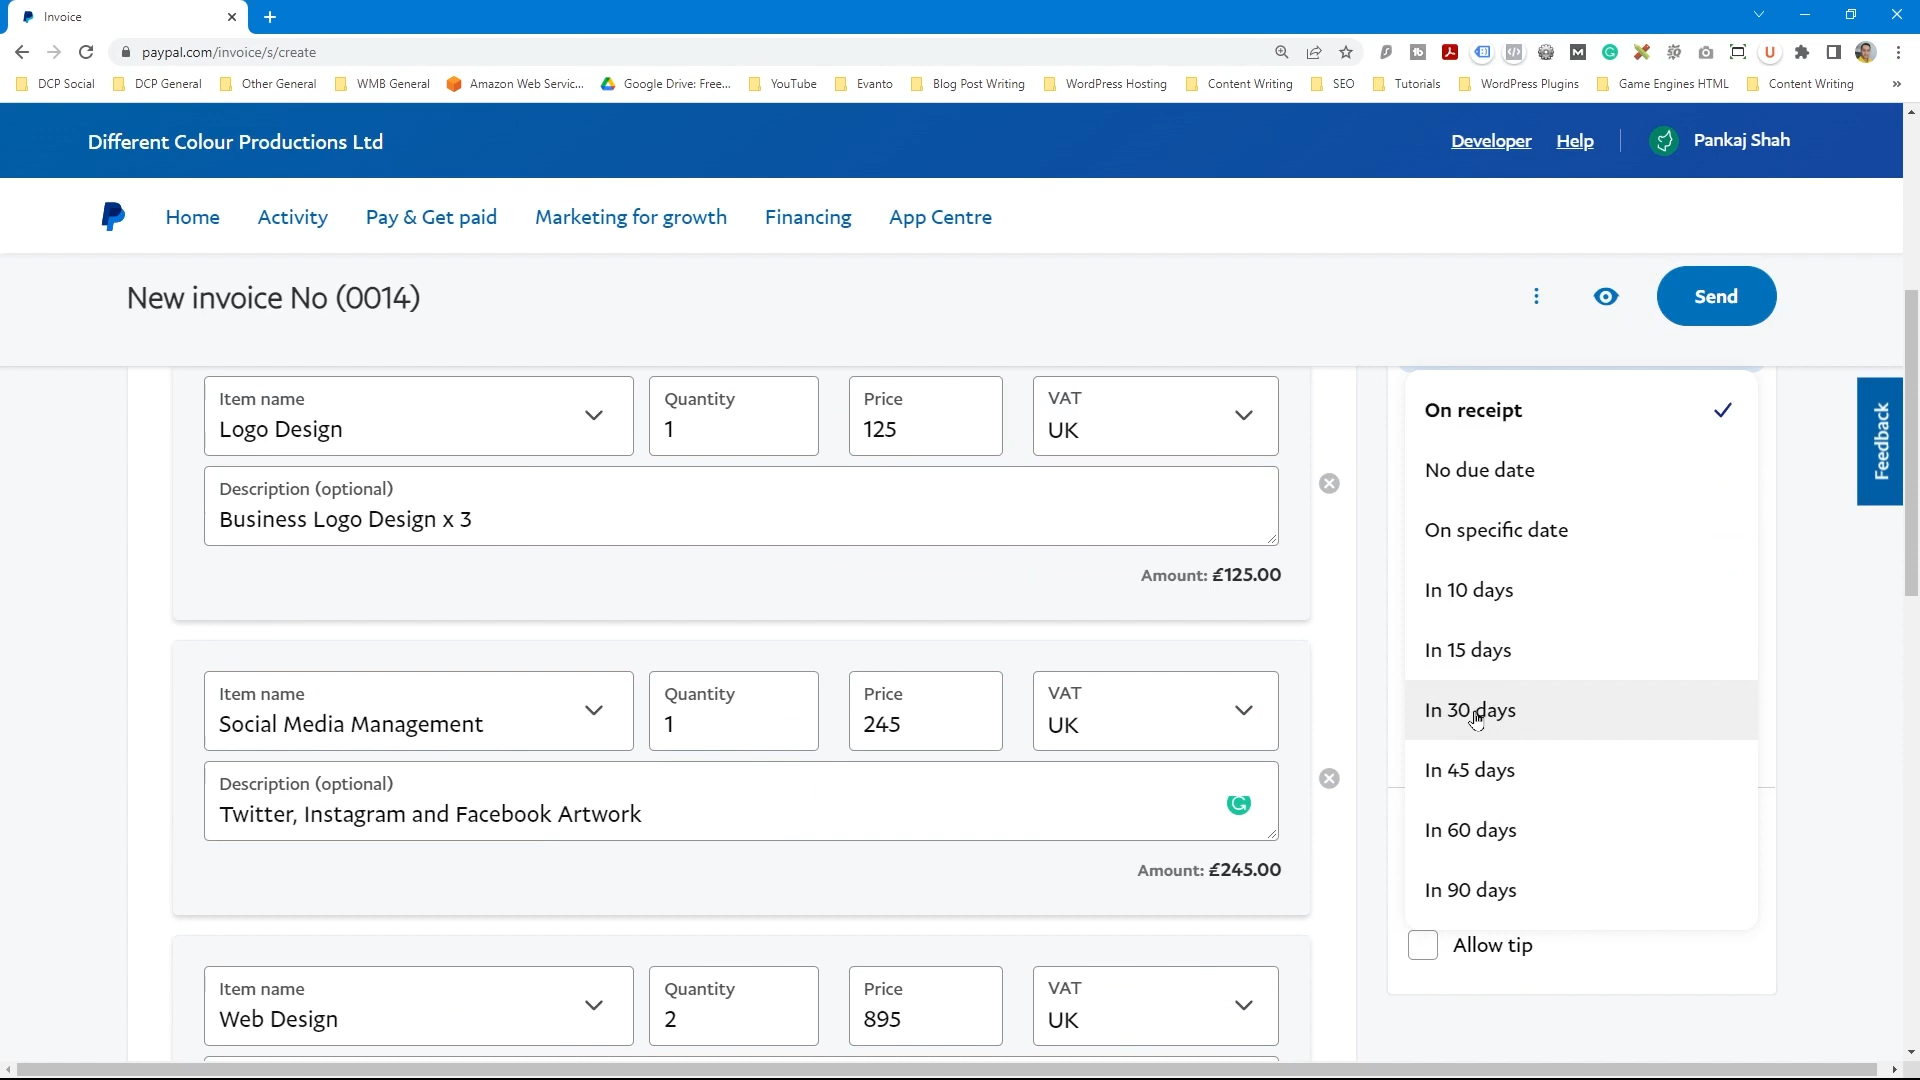 Invoice
paypal.com/invoice/s/create
DCP Social
DCP General
Other General
WMB General
Amazon Web Servic...
Google Drive: Free...
YouTube
Evanto
Blog Post Writing
WordPress Hosting
Content Writing
SEO
Tutorials
WordPress Plugins
Game Engines HTML
Content Writing
»
Different Colour Productions Ltd
Developer
Help
Pankaj Shah
Home
Activity
Pay & Get paid
Marketing for growth
Financing
App Centre
New invoice No (0014)
Send
Item name
Logo Design
Quantity
1
Price
125
VAT
UK
Description (optional)
Business Logo Design x 3
Amount: £125.00
Item name
Social Media Management
Quantity
1
Price
245
VAT
UK
Description (optional)
Twitter, Instagram and Facebook Artwork
Amount: £245.00
Item name
Web Design
Quantity
2
Price
895
VAT
UK
On receipt
No due date
On specific date
In 10 days
In 15 days
In 30 days
In 45 days
In 60 days
In 90 days
Allow tip
Feedback